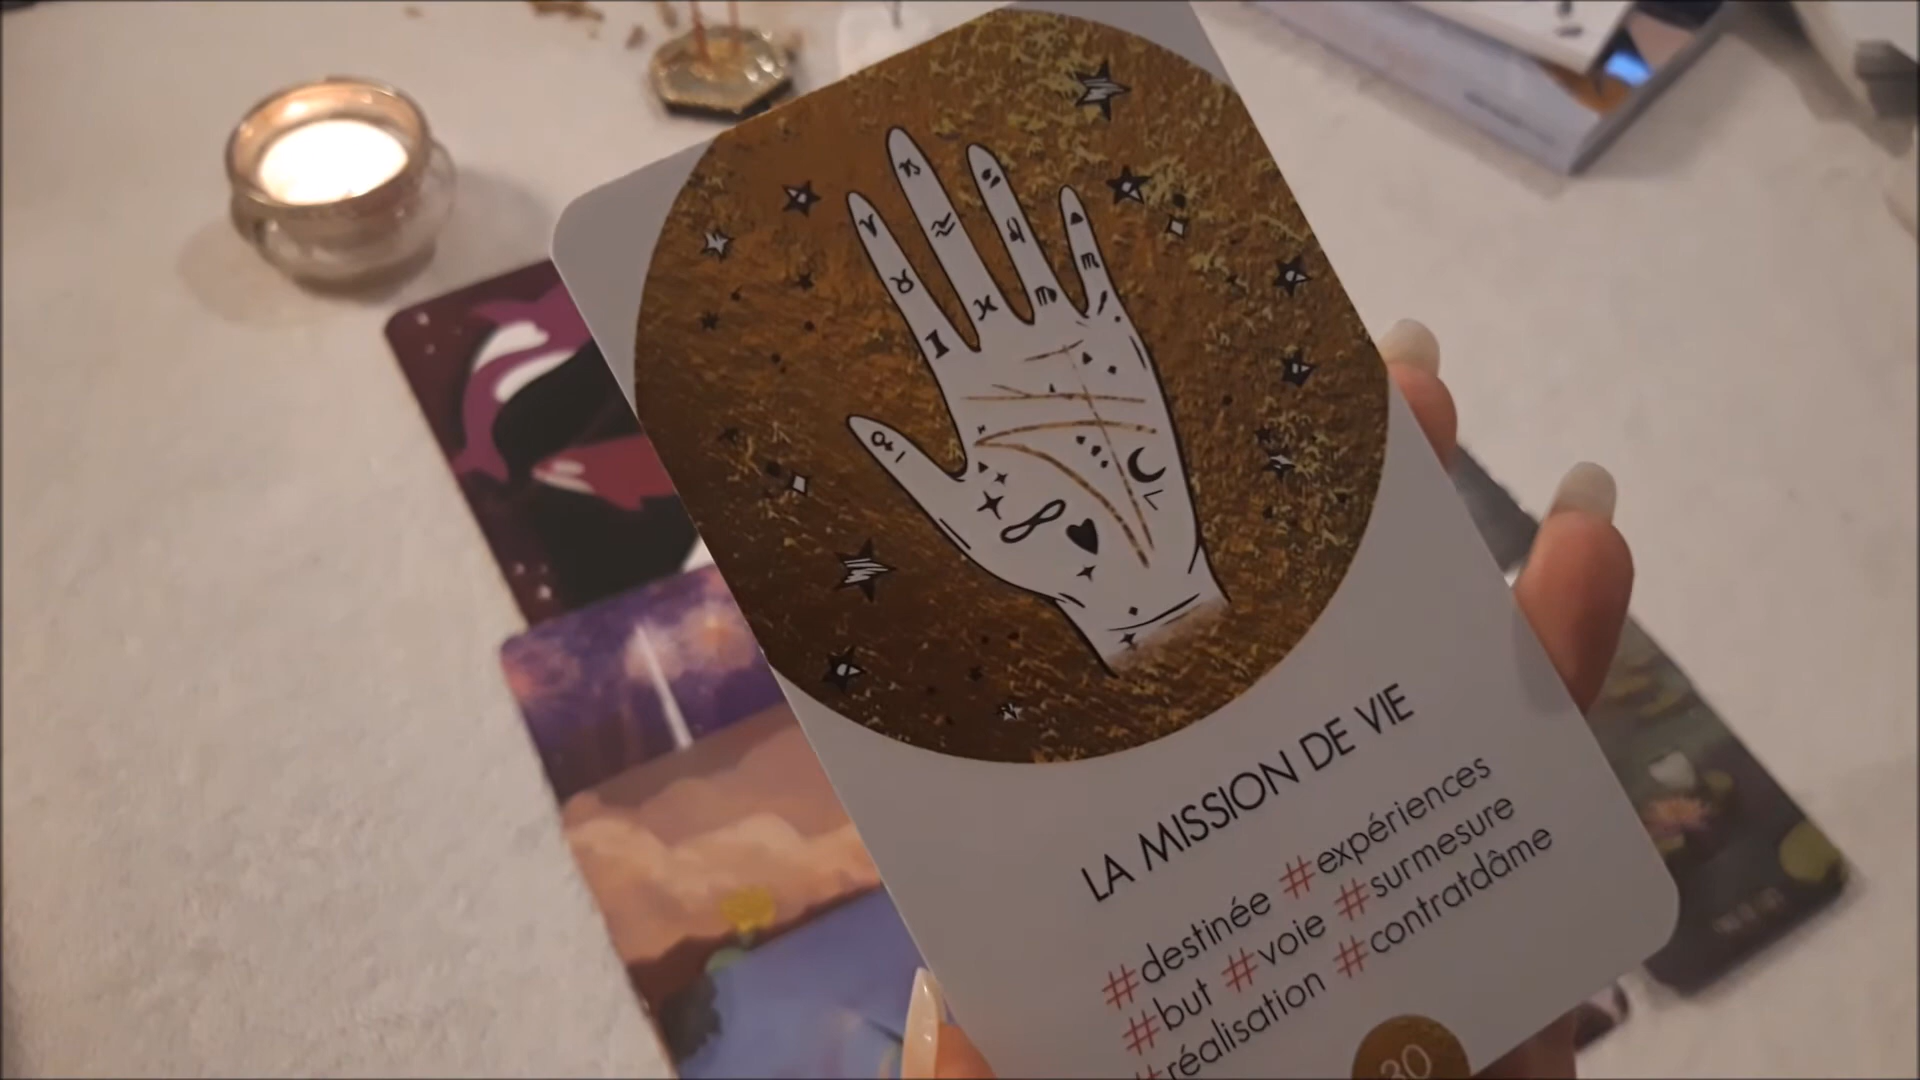 LA MISSION DE VIE
#destinée #expériences
#but #voie #surmesure
#réalisation #contratdâme
30